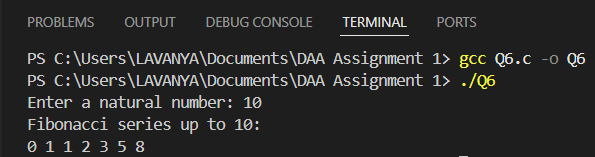 PROBLEMS OUTPUT DEBUG CONSOLE TERMINAL PORTS
PS C:\Users\LAVANYA\Documents\DAA Assignment 1> gcc Q6.c -o Q6
PS C:\Users\LAVANYA\Documents\DAA Assignment 1> ./Q6
Enter a natural number: 10
Fibonacci series up to 10:
0 1 1 2 3 5 8